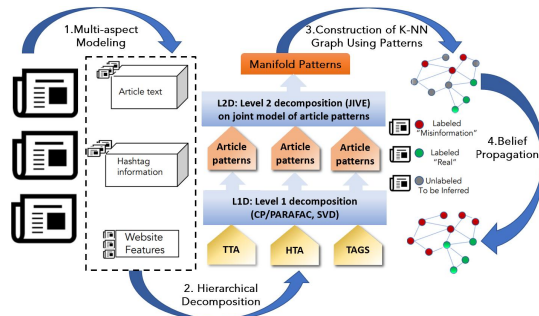 1.Multi-aspect
Modeling
Article text
Hashtag
information
Website
Features
2. Hierarchical
Decomposition
3.Construction of K-NN
Graph Using Patterns
Manifold Patterns
L2D: Level 2 decomposition (JIVE)
on joint model of article patterns
Article
patterns
Article
patterns
Article
patterns
L1D: Level 1 decomposition
(CP/PARAFAC, SVD)
TTA
HTA
TAGS
Labeled
"Misinformation"
Labeled
"Real"
Unlabeled
To be Inferred
4.Belief
Propagation